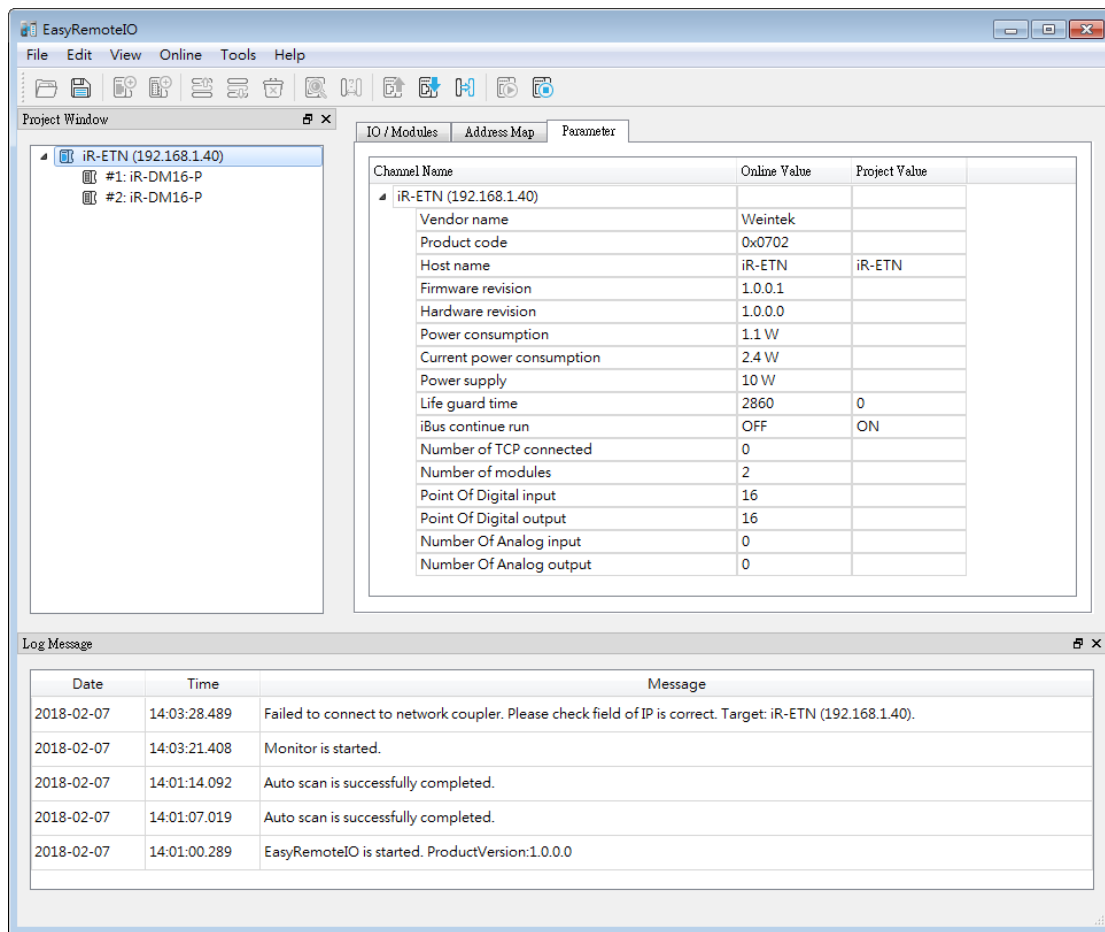 EasyRemoteIO
File Edit View Online Tools Help
Project Window
iR-ETN (192.168.1.40)
#1: iR-DM16-P
#2: iR-DM16-P
IO / Modules Address Map Parameter
Channel Name Online Value Project Value
iR-ETN (192.168.1.40)
Vendor name Weintek
Product code 0x0702
Host name iR-ETN iR-ETN
Firmware revision 1.0.0.1
Hardware revision 1.0.0.0
Power consumption 1.1 W
Current power consumption 2.4 W
Power supply 10 W
Life guard time 2860 0
iBus continue run OFF ON
Number of TCP connected 0
Number of modules 2
Point Of Digital input 16
Point Of Digital output 16
Number Of Analog input 0
Number Of Analog output 0
Log Message
Date Time Message
2018-02-07 14:03:28.489 Failed to connect to network coupler. Please check field of IP is correct. Target: iR-ETN (192.168.1.40).
2018-02-07 14:03:21.408 Monitor is started.
2018-02-07 14:01:14.092 Auto scan is successfully completed.
2018-02-07 14:01:07.019 Auto scan is successfully completed.
2018-02-07 14:01:00.289 EasyRemoteIO is started. ProductVersion:1.0.0.0